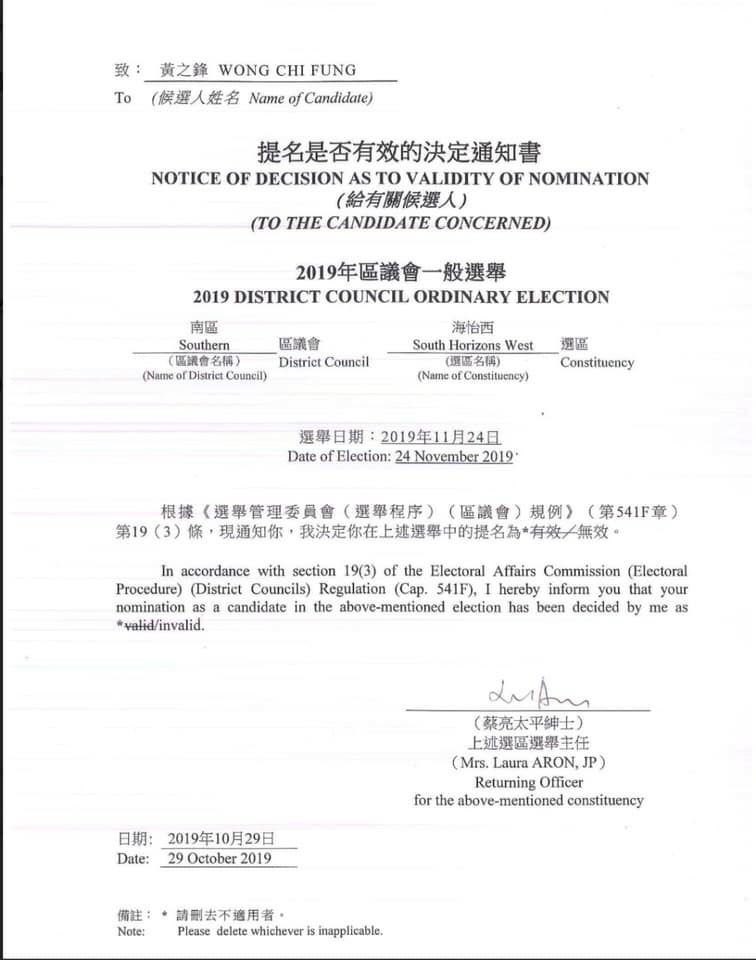 致： 黃之鋒 WONG CHI FUNG
To (候選人姓名 Name of Candidate)
提名是否有效的決定通知書
NOTICE OF DECISION AS TO VALIDITY OF NOMINATION
(給有關候選人)
(TO THE CANDIDATE CONCERNED)
2019年區議會一般選舉
2019 DISTRICT COUNCIL ORDINARY ELECTION
南區 區議會 海怡西 選區
Southern District Council South Horizons West Constituency
（區議會名稱） (選區名稱)
(Name of District Council) (Name of Constituency)
選舉日期：2019年11月24日
Date of Election: 24 November 2019
根據《選舉管理委員會（選舉程序）（區議會）規例》（第541F章）
第19（3）條，現通知你，我決定你在上述選舉中的提名為*有效／無效。
In accordance with section 19(3) of the Electoral Affairs Commission (Electoral
Procedure) (District Councils) Regulation (Cap. 541F), I hereby inform you that your
nomination as a candidate in the above-mentioned election has been decided by me as
*valid/invalid.
（蔡亮太平紳士）
上述選區選舉主任
（Mrs. Laura ARON, JP）
Returning Officer
for the above-mentioned constituency
日期: 2019年10月29日
Date: 29 October 2019
備註： * 請刪去不適用者。
Note: Please delete whichever is inapplicable.